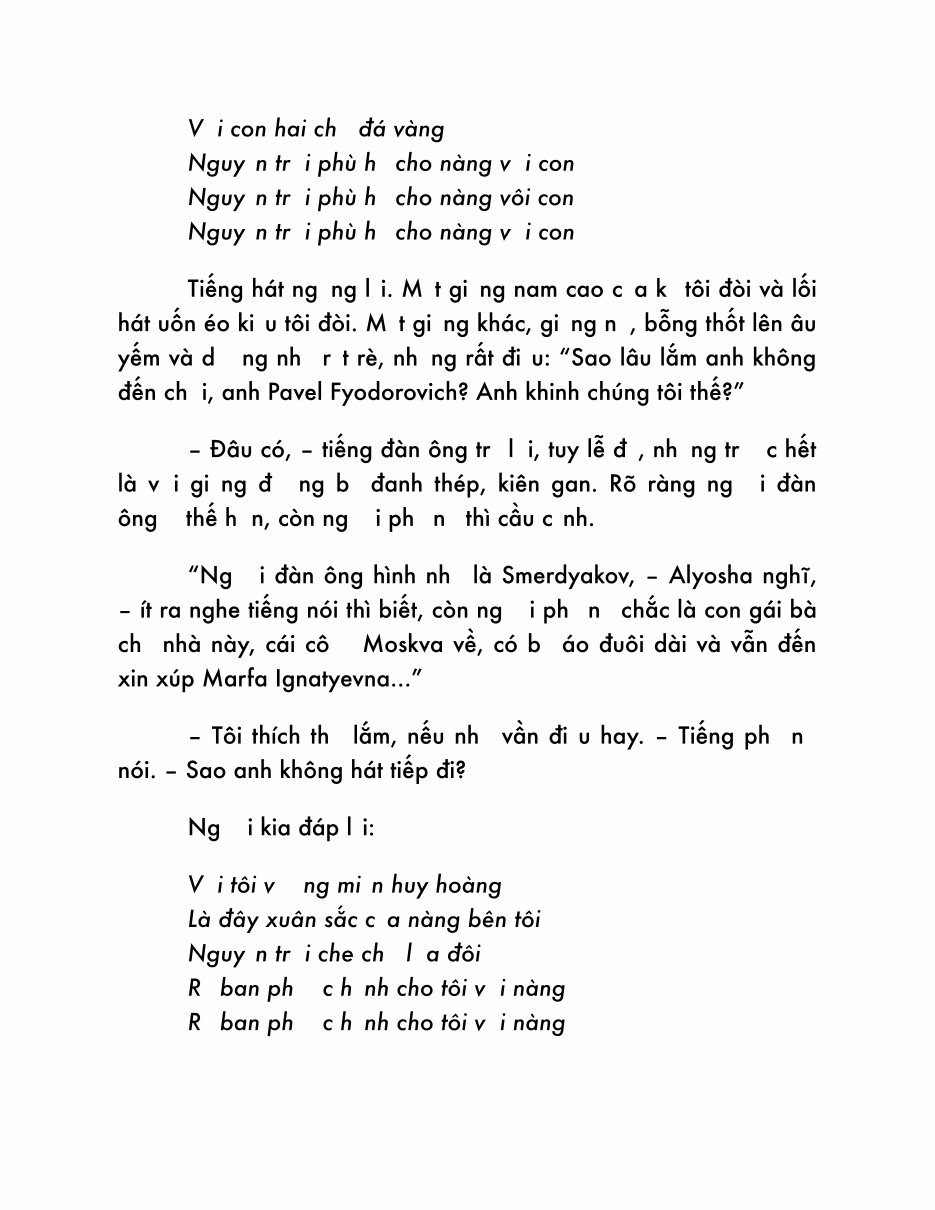 V i con hai ch đá vàng
Nguy n tr i phù h cho nàng v i con
Nguy n tr i phù h cho nàng vôi con
Nguy n tr i phù h cho nàng v i con
Tiếng hát ng ng l i. M t gi ng nam cao c a k tôi đòi và lối
hát uốn éo ki u tôi đòi. M t gi ng khác, gi ng n , bỗng thốt lên âu
yếm và d ng nh r t rè, nh ng rất đi u: “Sao lâu lắm anh không
đến ch i, anh Pavel Fyodorovich? Anh khinh chúng tôi thế?”
– Đâu có, – tiếng đàn ông tr l i, tuy lễ đ , nh ng tr c hết
là v i gi ng đ ng b đanh thép, kiên gan. Rõ ràng ng i đàn
ông thế h n, còn ng i ph n thì cầu c nh.
“Ng i đàn ông hình nh là Smerdyakov, – Alyosha nghĩ,
– ít ra nghe tiếng nói thì biết, còn ng i ph n chắc là con gái bà
ch nhà này, cái cô Moskva về, có b áo đuôi dài và vẫn đến
xin xúp Marfa Ignatyevna...”
– Tôi thích th lắm, nếu nh vần đi u hay. – Tiếng ph n
nói. – Sao anh không hát tiếp đi?
Ng i kia đáp l i:
V i tôi v ng mi n huy hoàng
Là đây xuân sắc c a nàng bên tôi
Nguy n tr i che ch l a đôi
R ban ph c h nh cho tôi v i nàng
R ban ph c h nh cho tôi v i nàng